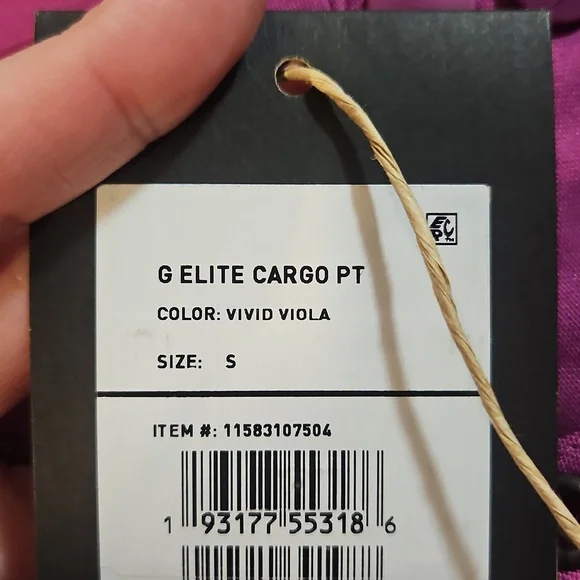 G ELITE CARGO PT
COLOR: VIVID VIOLA
SIZE: S
ITEM #: 11583107504
1 93177 55318 6